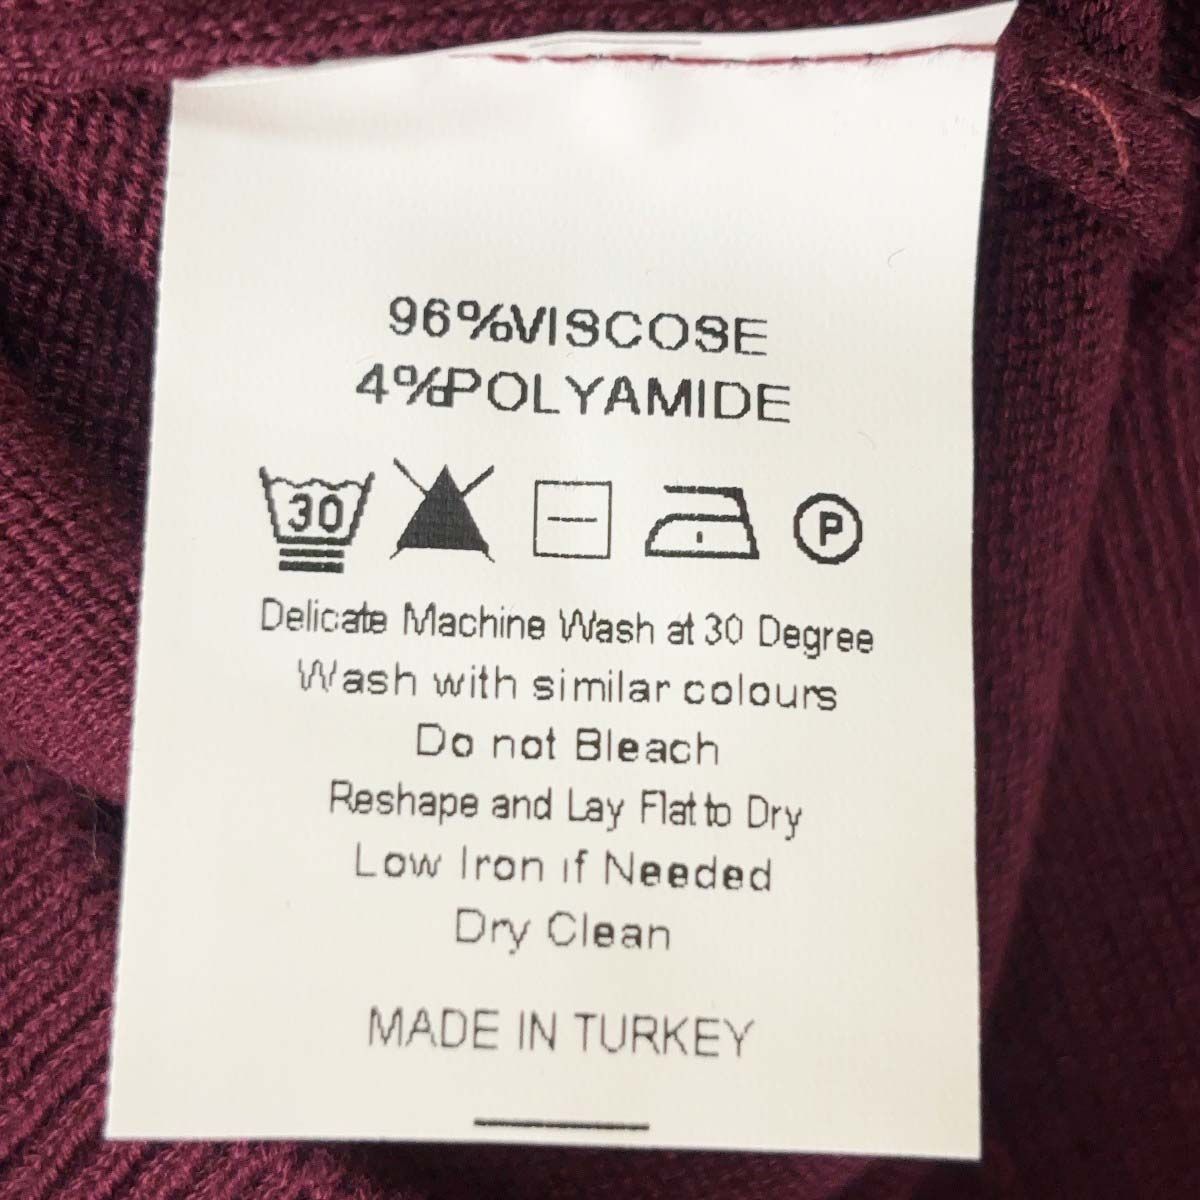 96%VISCOSE
4%POLYAMIDE
30 P
Delicate Machine Wash at 30 Degree
Wash with similar colours
Do not Bleach
Reshape and Lay Flat to Dry
Low Iron if Needed
Dry Clean
MADE IN TURKEY